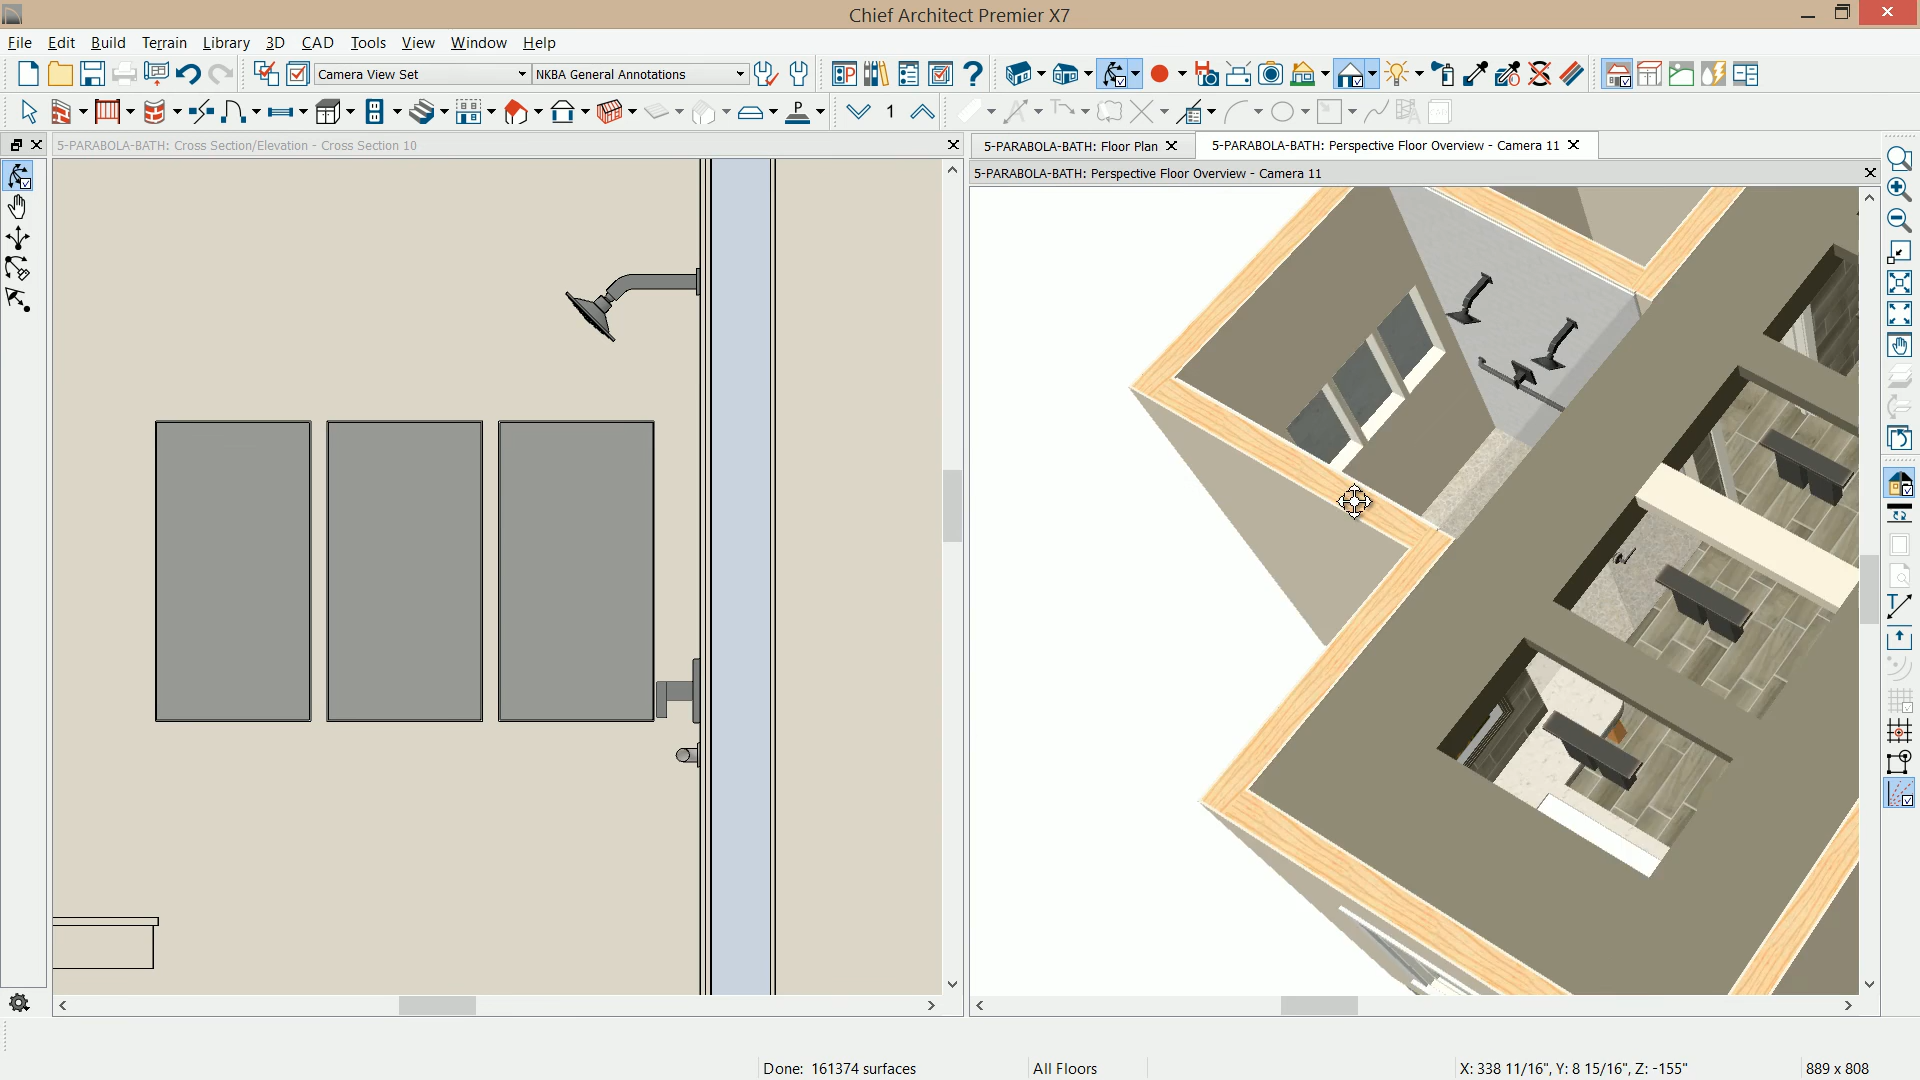 Chief Architect Premier X7
File Edit Build Terrain Library 3D CAD Tools View Window Help
Camera View Set NKBA General Annotations
1
5-PARABOLA-BATH: Cross Section/Elevation - Cross Section 10
5-PARABOLA-BATH: Floor Plan 5-PARABOLA-BATH: Perspective Floor Overview - Camera 11
5-PARABOLA-BATH: Perspective Floor Overview - Camera 11
Done: 161374 surfaces All Floors X: 338 11/16", Y: 8 15/16", Z: -155" 889 x 808